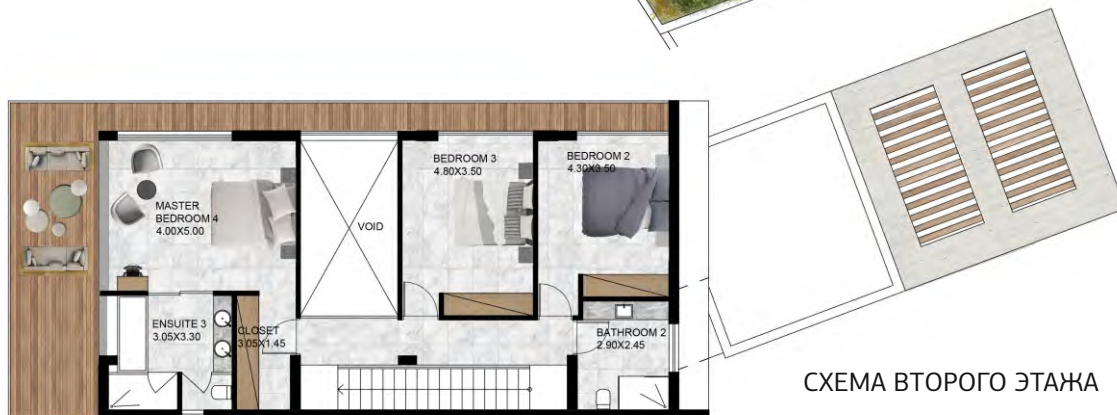 MASTER
BEDROOM 4
4.00X5.00
VOID
BEDROOM 3
4.80X3.50
BEDROOM 2
4.30X3.50
ENSUITE 3
3.05X3.30
CLOSET
3.05X1.45
BATHROOM 2
2.90X2.45
СХЕМА ВТОРОГО ЭТАЖА